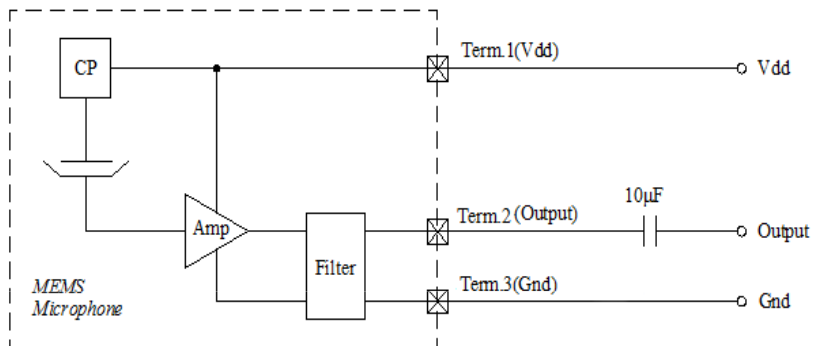 CP
Term.1(Vdd)
Vdd
Amp
Filter
Term.2(Output)
10μF
Output
Term.3(Gnd)
Gnd
MEMS
Microphone